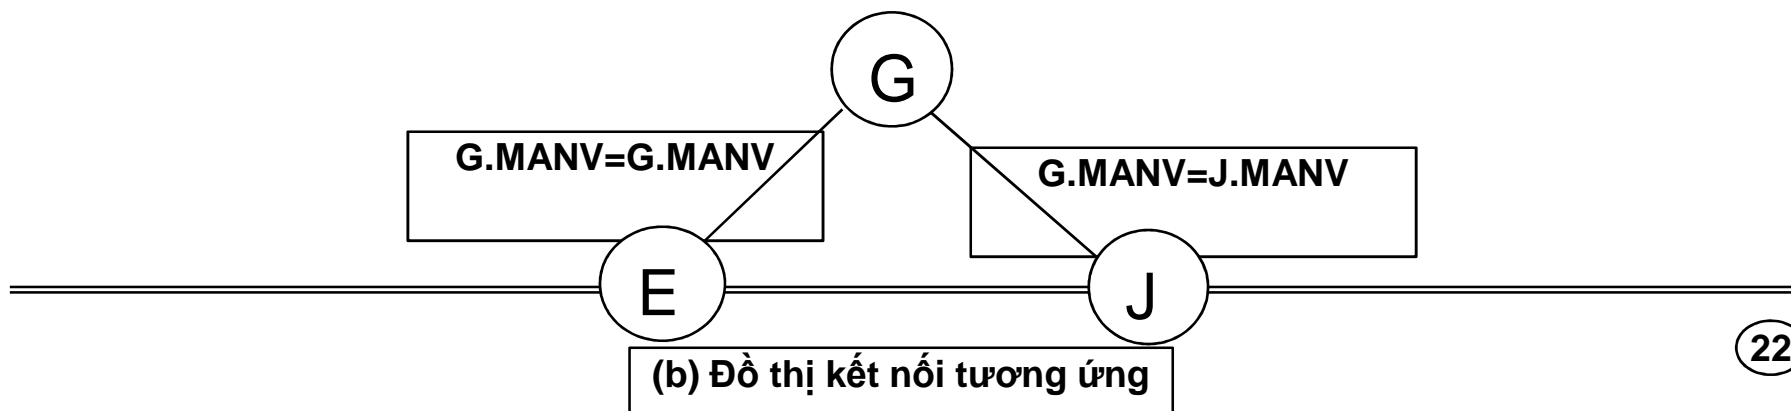 G
G.MANV=G.MANV
G.MANV=J.MANV
E
J
(b) Đồ thị kết nối tương ứng
22